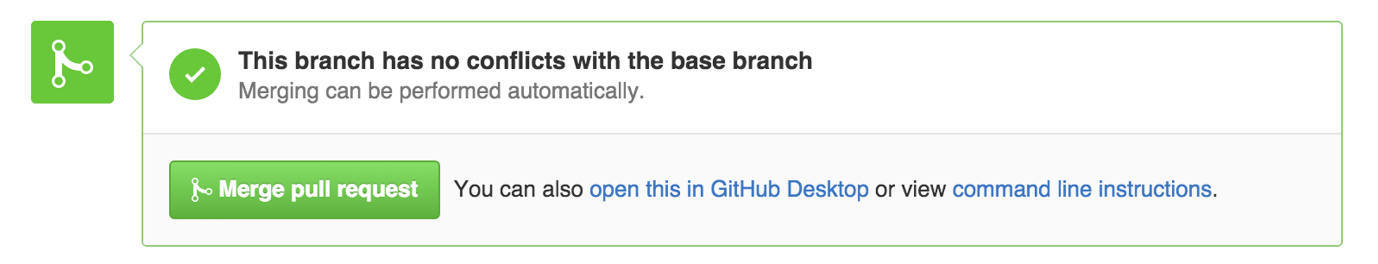 This branch has no conflicts with the base branch
Merging can be performed automatically.
Merge pull request You can also open this in GitHub Desktop or view command line instructions.